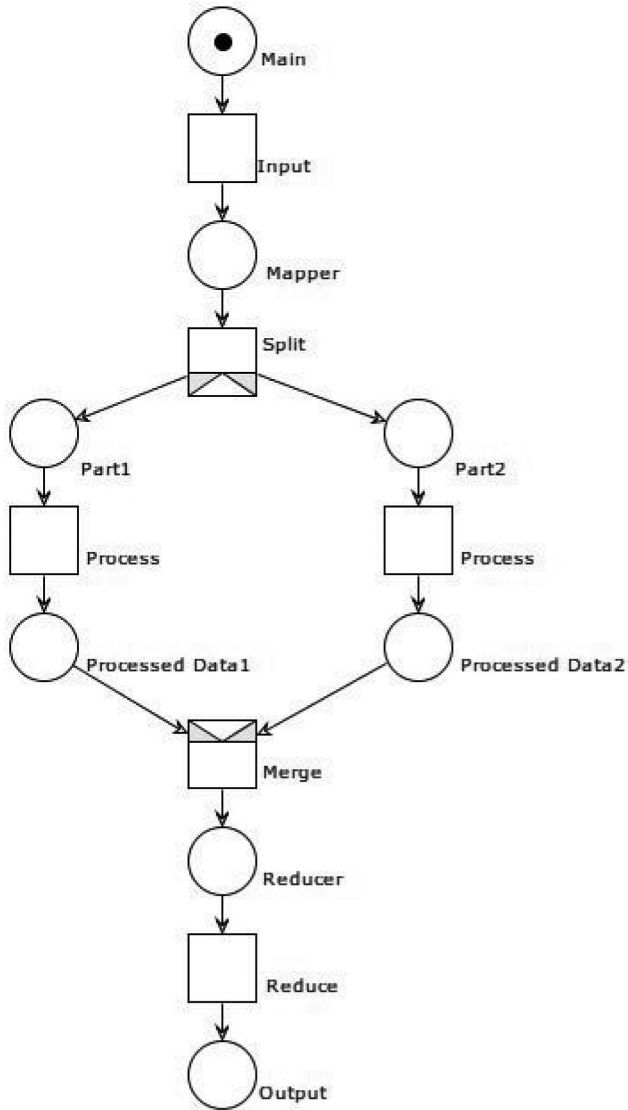 Main
Input
Mapper
Split
Part1
Part2
Process
Process
Processed Data1
Processed Data2
Merge
Reducer
Reduce
Output